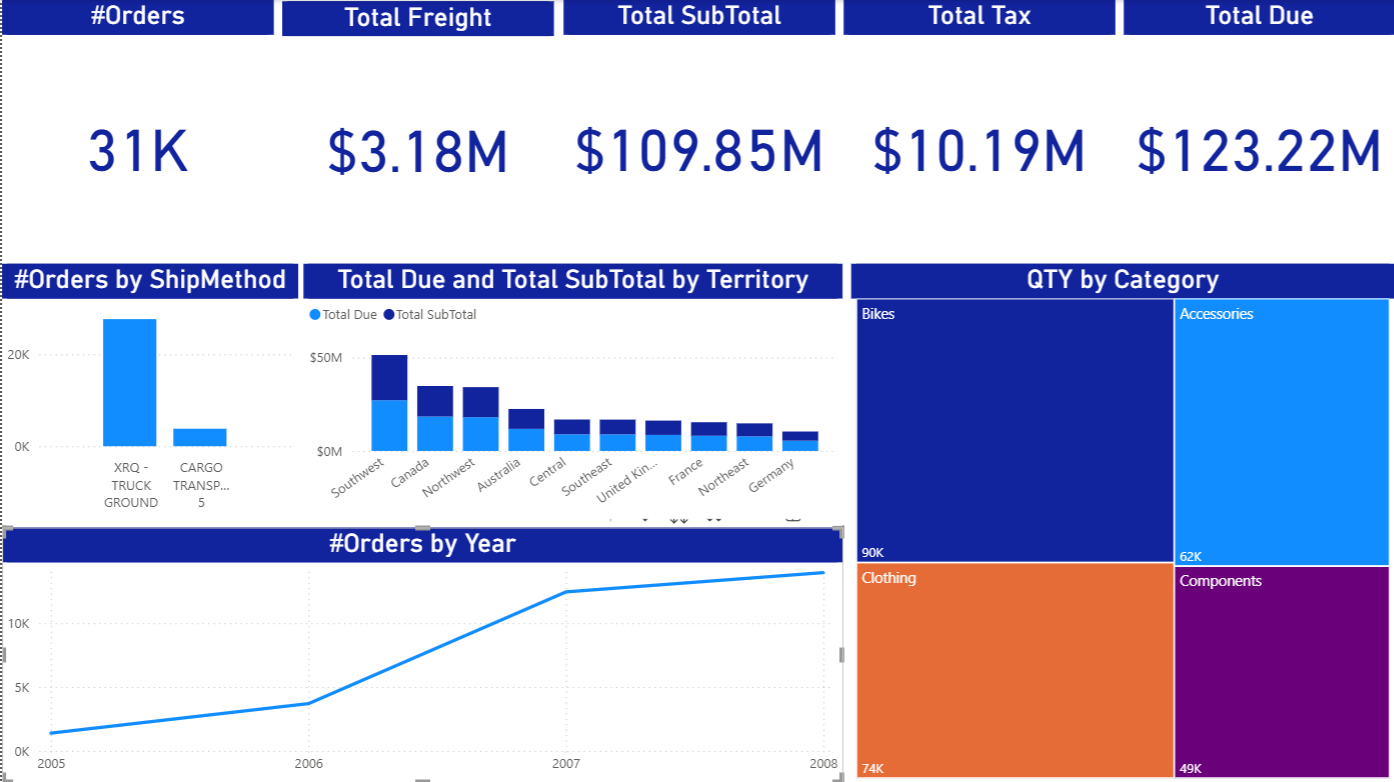 #Orders
Total Freight
Total SubTotal
Total Tax
Total Due
31K
$3.18M
$109.85M
$10.19M
$123.22M
#Orders by ShipMethod
20K
0K
XRQ -
TRUCK
GROUND
CARGO
TRANSP...
5
Total Due and Total SubTotal by Territory
Total Due
Total SubTotal
$50M
$0M
Southwest
Canada
Northwest
Australia
Central
Southeast
United Kin...
France
Northeast
Germany
QTY by Category
Bikes
90K
Accessories
62K
Clothing
74K
Components
49K
#Orders by Year
10K
5K
0K
2005
2006
2007
2008